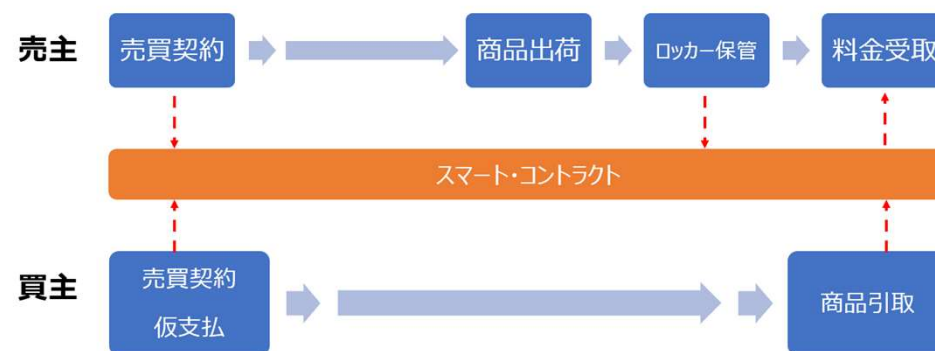 売主
売買契約
商品出荷
ロッカー保管
料金受取
スマート・コントラクト
買主
売買契約
仮支払
商品引取